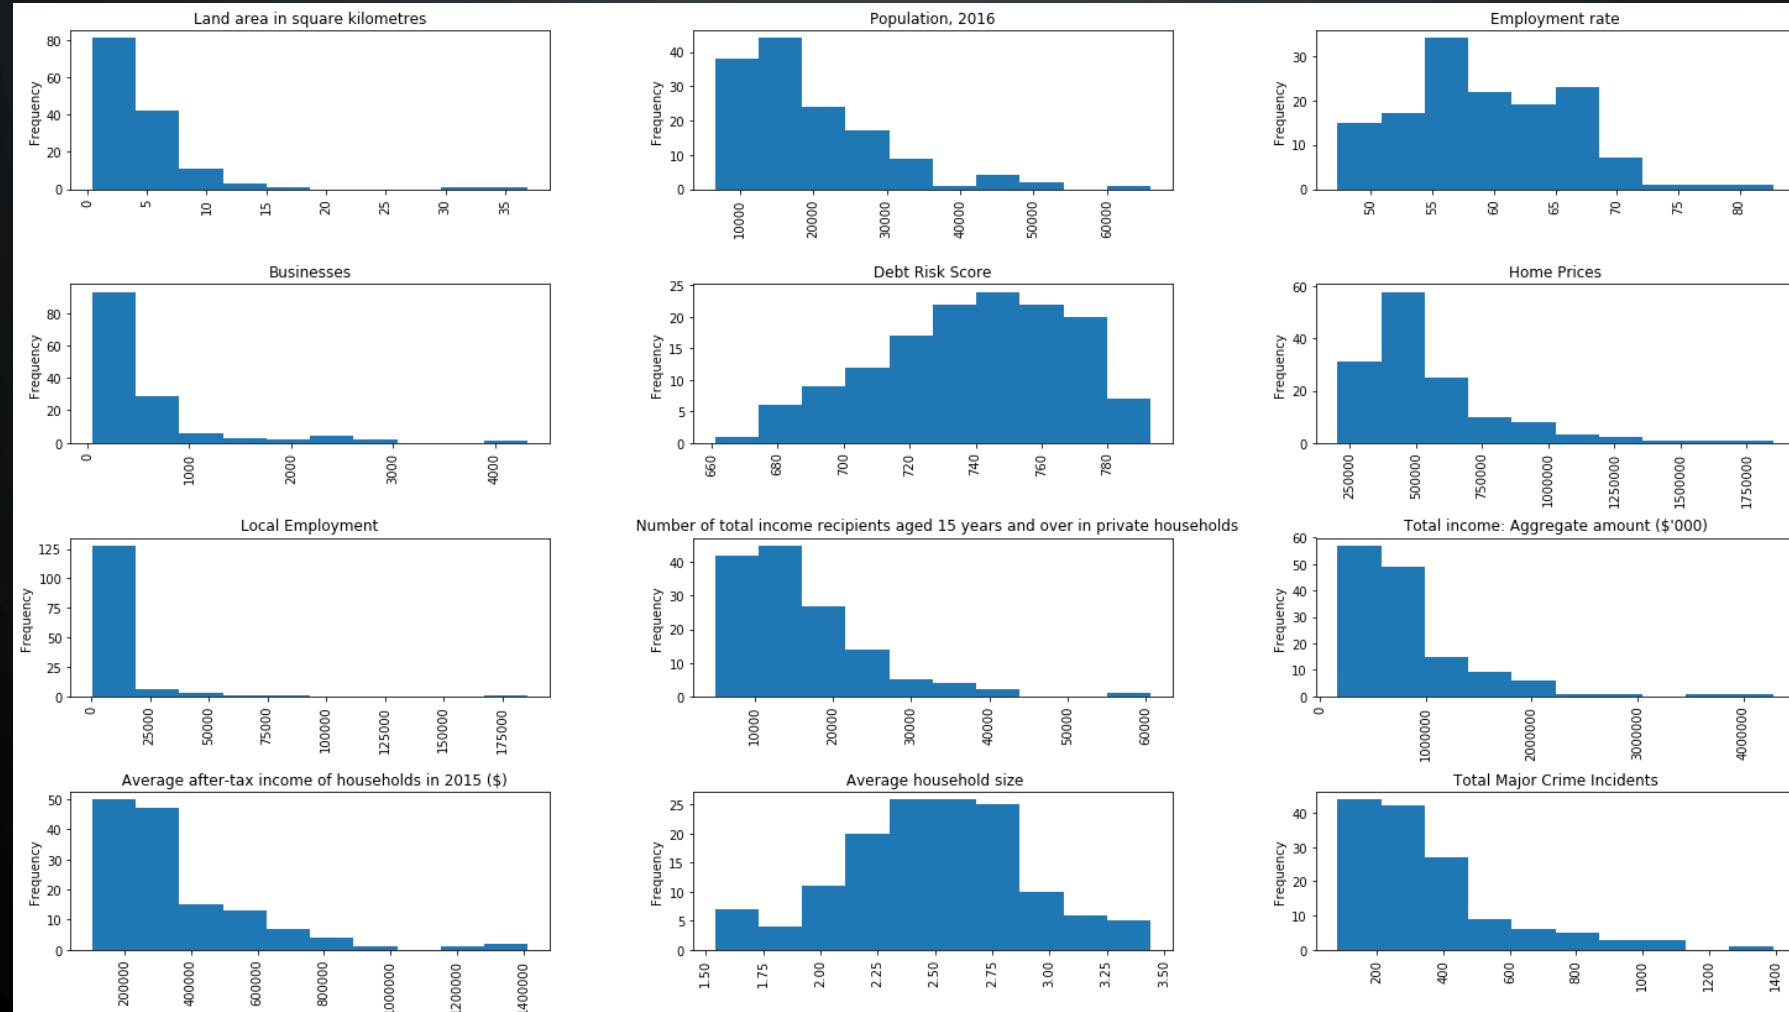 Land area in square kilometres
Frequency
80
60
40
20
0
0 5 10 15 20 25 30 35
Population, 2016
Frequency
40
30
20
10
0
10000 20000 30000 40000 50000 60000
Employment rate
Frequency
30
20
10
0
50 55 60 65 70 75 80
Businesses
Frequency
80
60
40
20
0
0 1000 2000 3000 4000
Debt Risk Score
Frequency
25
20
15
10
5
0
660 680 700 720 740 760 780
Home Prices
Frequency
60
40
20
0
250000 500000 750000 1000000 1250000 1500000 1750000
Local Employment
Frequency
125
100
75
50
25
0
0 25000 50000 75000 100000 125000 150000 175000
Number of total income recipients aged 15 years and over in private households
Frequency
40
30
20
10
0
10000 20000 30000 40000 50000 60000
Total income: Aggregate amount ($'000)
Frequency
60
50
40
30
20
10
0
0 1000000 2000000 3000000 4000000
Average after-tax income of households in 2015 ($)
Frequency
50
40
30
20
10
0
200000 400000 600000 800000 1000000 1200000 1400000
Average household size
Frequency
25
20
15
10
5
0
1.50 1.75 2.00 2.25 2.50 2.75 3.00 3.25 3.50
Total Major Crime Incidents
Frequency
40
30
20
10
0
200 400 600 800 1000 1200 1400